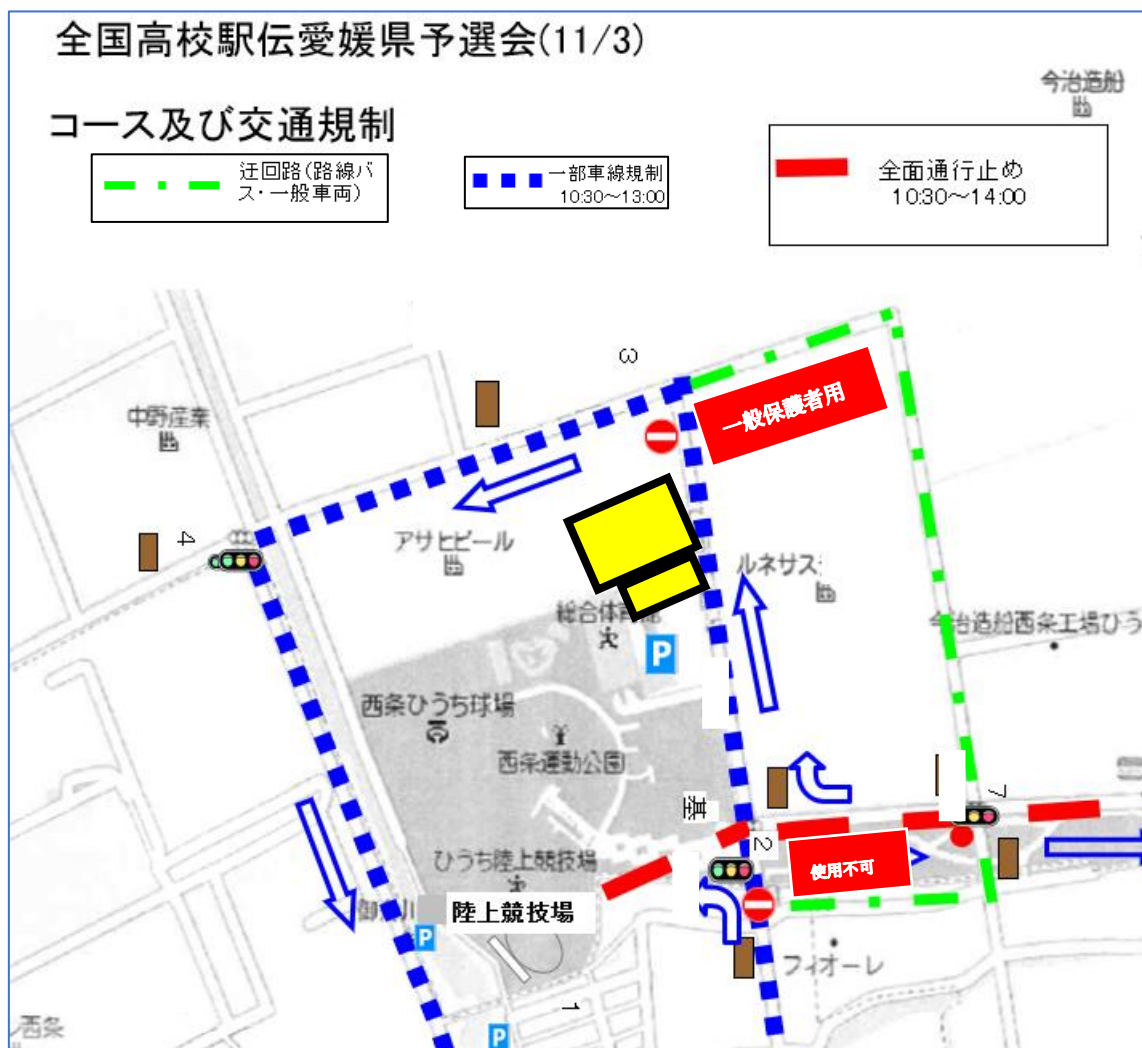 全国高校駅伝愛媛県予選会(11/3)
コース及び交通規制
今治造船
迂回路(路線バ
ス・一般車両)
一部車線規制
10:30～13:00
全面通行止め
10:30～14:00
3
一般保護者用
中野産業
4
アサヒビール
ルネサス
総合体育館
P
今治造船西条工場ひう
西条ひうち球場
西条運動公園
7
基
2
ひうち陸上競技場
使用不可
陸上競技場
P
フィオーレ
1
西条
P